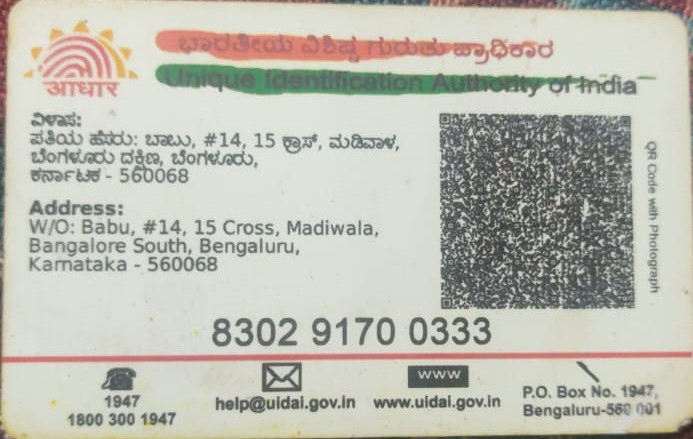 ಭಾರತೀಯ ವಿಶಿಷ್ಟ ಗುರುತು ಪ್ರಾಧಿಕಾರ
Unique Identification Authority of India
आधार
ವಿಳಾಸ:
ಪತಿಯ ಹೆಸರು: ಬಾಬು, #14, 15 ಕ್ರಾಸ್, ಮಡಿವಾಳ,
ಬೆಂಗಳೂರು ದಕ್ಷಿಣ, ಬೆಂಗಳೂರು,
ಕರ್ನಾಟಕ - 560068
Address:
W/O: Babu, #14, 15 Cross, Madiwala,
Bangalore South, Bengaluru,
Karnataka - 560068
QR Code with Photograph
8302 9170 0333
1947
1800 300 1947
help@uidai.gov.in
www
www.uidai.gov.in
P.O. Box No. 1947,
Bengaluru-560 001